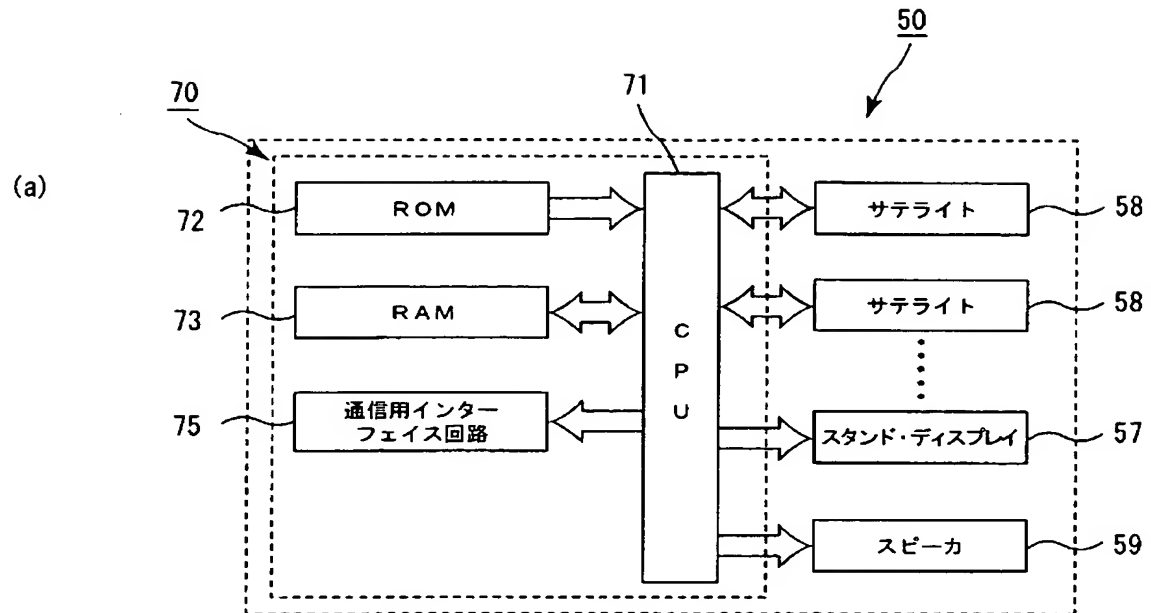 50
70
71
(a)
72
ROM
サテライト
58
73
RAM
サテライト
58
CPU
75
通信用インター
フェイス回路
スタンド・ディスプレイ
57
スピーカ
59